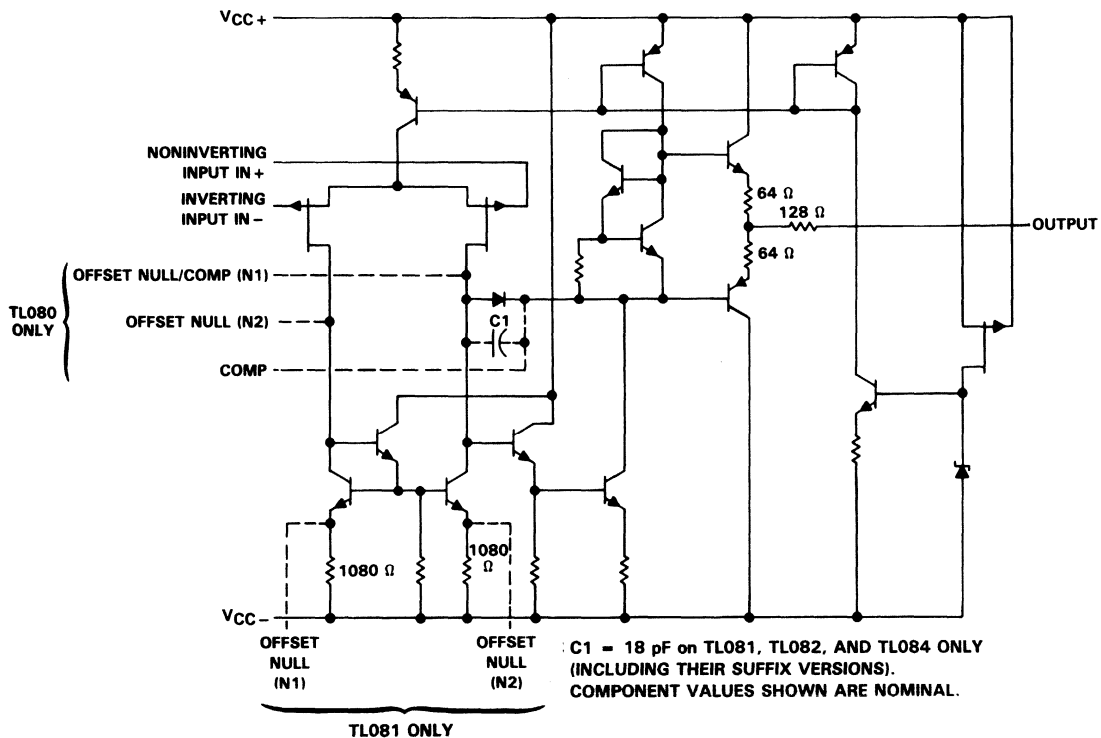 VCC+
NONINVERTING
INPUT IN+
INVERTING
INPUT IN-
64 Ω
128 Ω
OUTPUT
64 Ω
OFFSET NULL/COMP (N1)
TL080
ONLY
OFFSET NULL (N2)
C1
COMP
1080 Ω
1080
Ω
VCC-
OFFSET
NULL
(N1)
OFFSET
NULL
(N2)
C1 = 18 pF on TL081, TL082, AND TL084 ONLY
(INCLUDING THEIR SUFFIX VERSIONS).
COMPONENT VALUES SHOWN ARE NOMINAL.
TL081 ONLY